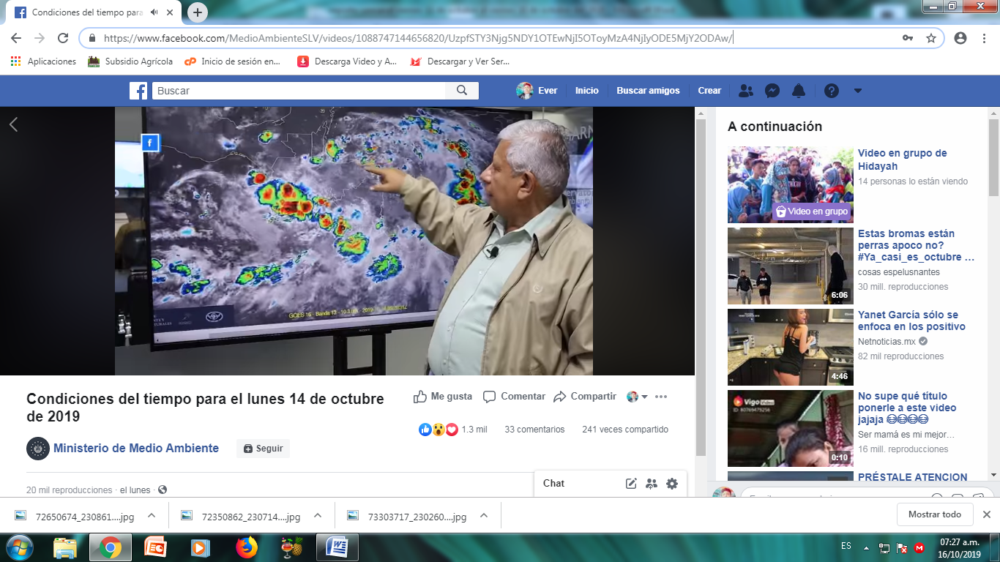 Condiciones del tiempo para
https://www.facebook.com/MedioAmbienteSLV/videos/1088747144656820/UzpfSTY3Njg5NDY1OTEwNjI5OToyMzA4NjIyODE5MjY2ODAw/
Aplicaciones
Subsidio Agrícola
Inicio de sesión en...
Descarga Video y A...
Descargar y Ver Ser...
Buscar
Ever
Inicio
Buscar amigos
Crear
GOES 16 - Banda 13 -
SONY
Condiciones del tiempo para el lunes 14 de octubre
de 2019
Me gusta
Comentar
Compartir
1.3 mil
33 comentarios
241 veces compartido
Ministerio de Medio Ambiente
Seguir
20 mil reproducciones · el lunes ·
Chat
A continuación
Video en grupo
Video en grupo de
Hidayah
14 personas lo están viendo
6:06
Estas bromas están
perras apoco no?
#Ya_casi_es_octubre ...
cosas espelusnantes
30 mill. reproducciones
4:46
Yanet García sólo se
enfoca en los positivo
Netnoticias.mx
82 mil reproducciones
Vigo Video
ID 80769479256
0:10
No supe qué título
ponerle a este video
jajaja 😂😂😂😂
Ser mamá es mi mejor...
16 mill. reproducciones
PRÉSTALE ATENCION
72650674_230861....jpg
72350862_230714....jpg
73303717_230260....jpg
Mostrar todo
ES
07:27 a.m.
16/10/2019